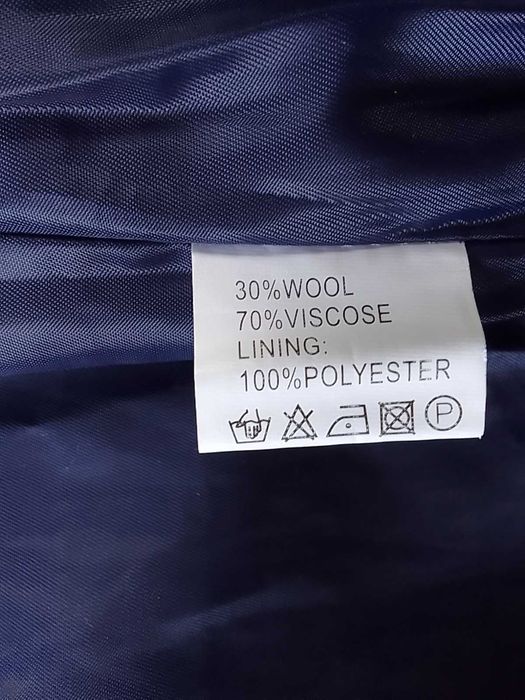 30%WOOL
70%VISCOSE
LINING:
100%POLYESTER
P